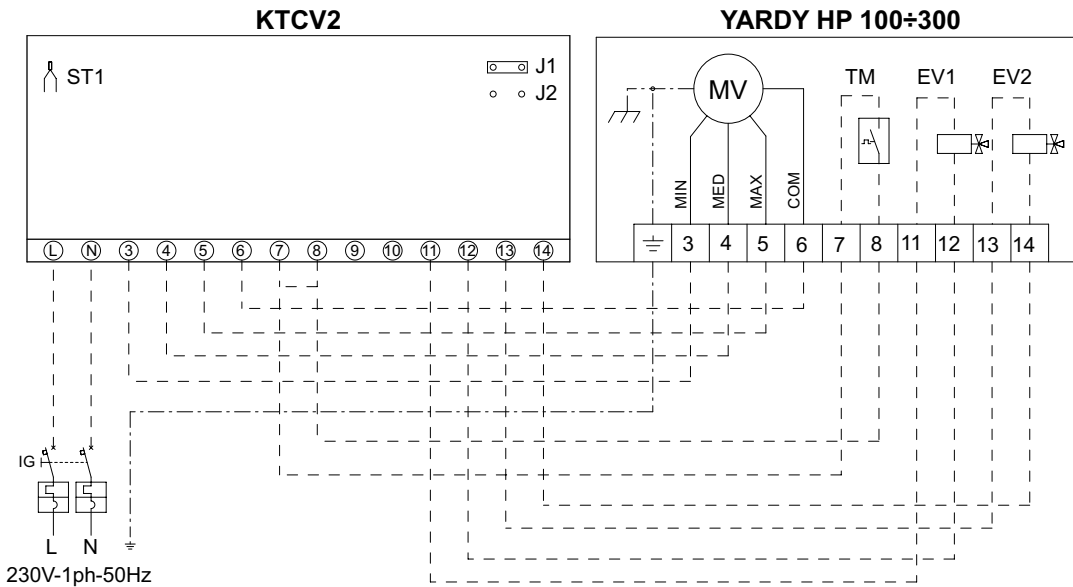 KTCV2
YARDY HP 100÷300
ST1
J1
J2
MV
TM
EV1
EV2
MIN
MED
MAX
COM
L N 3 4 5 6 7 8 9 10 11 12 13 14
3 4 5 6 7 8 11 12 13 14
IG
L N
230V-1ph-50Hz